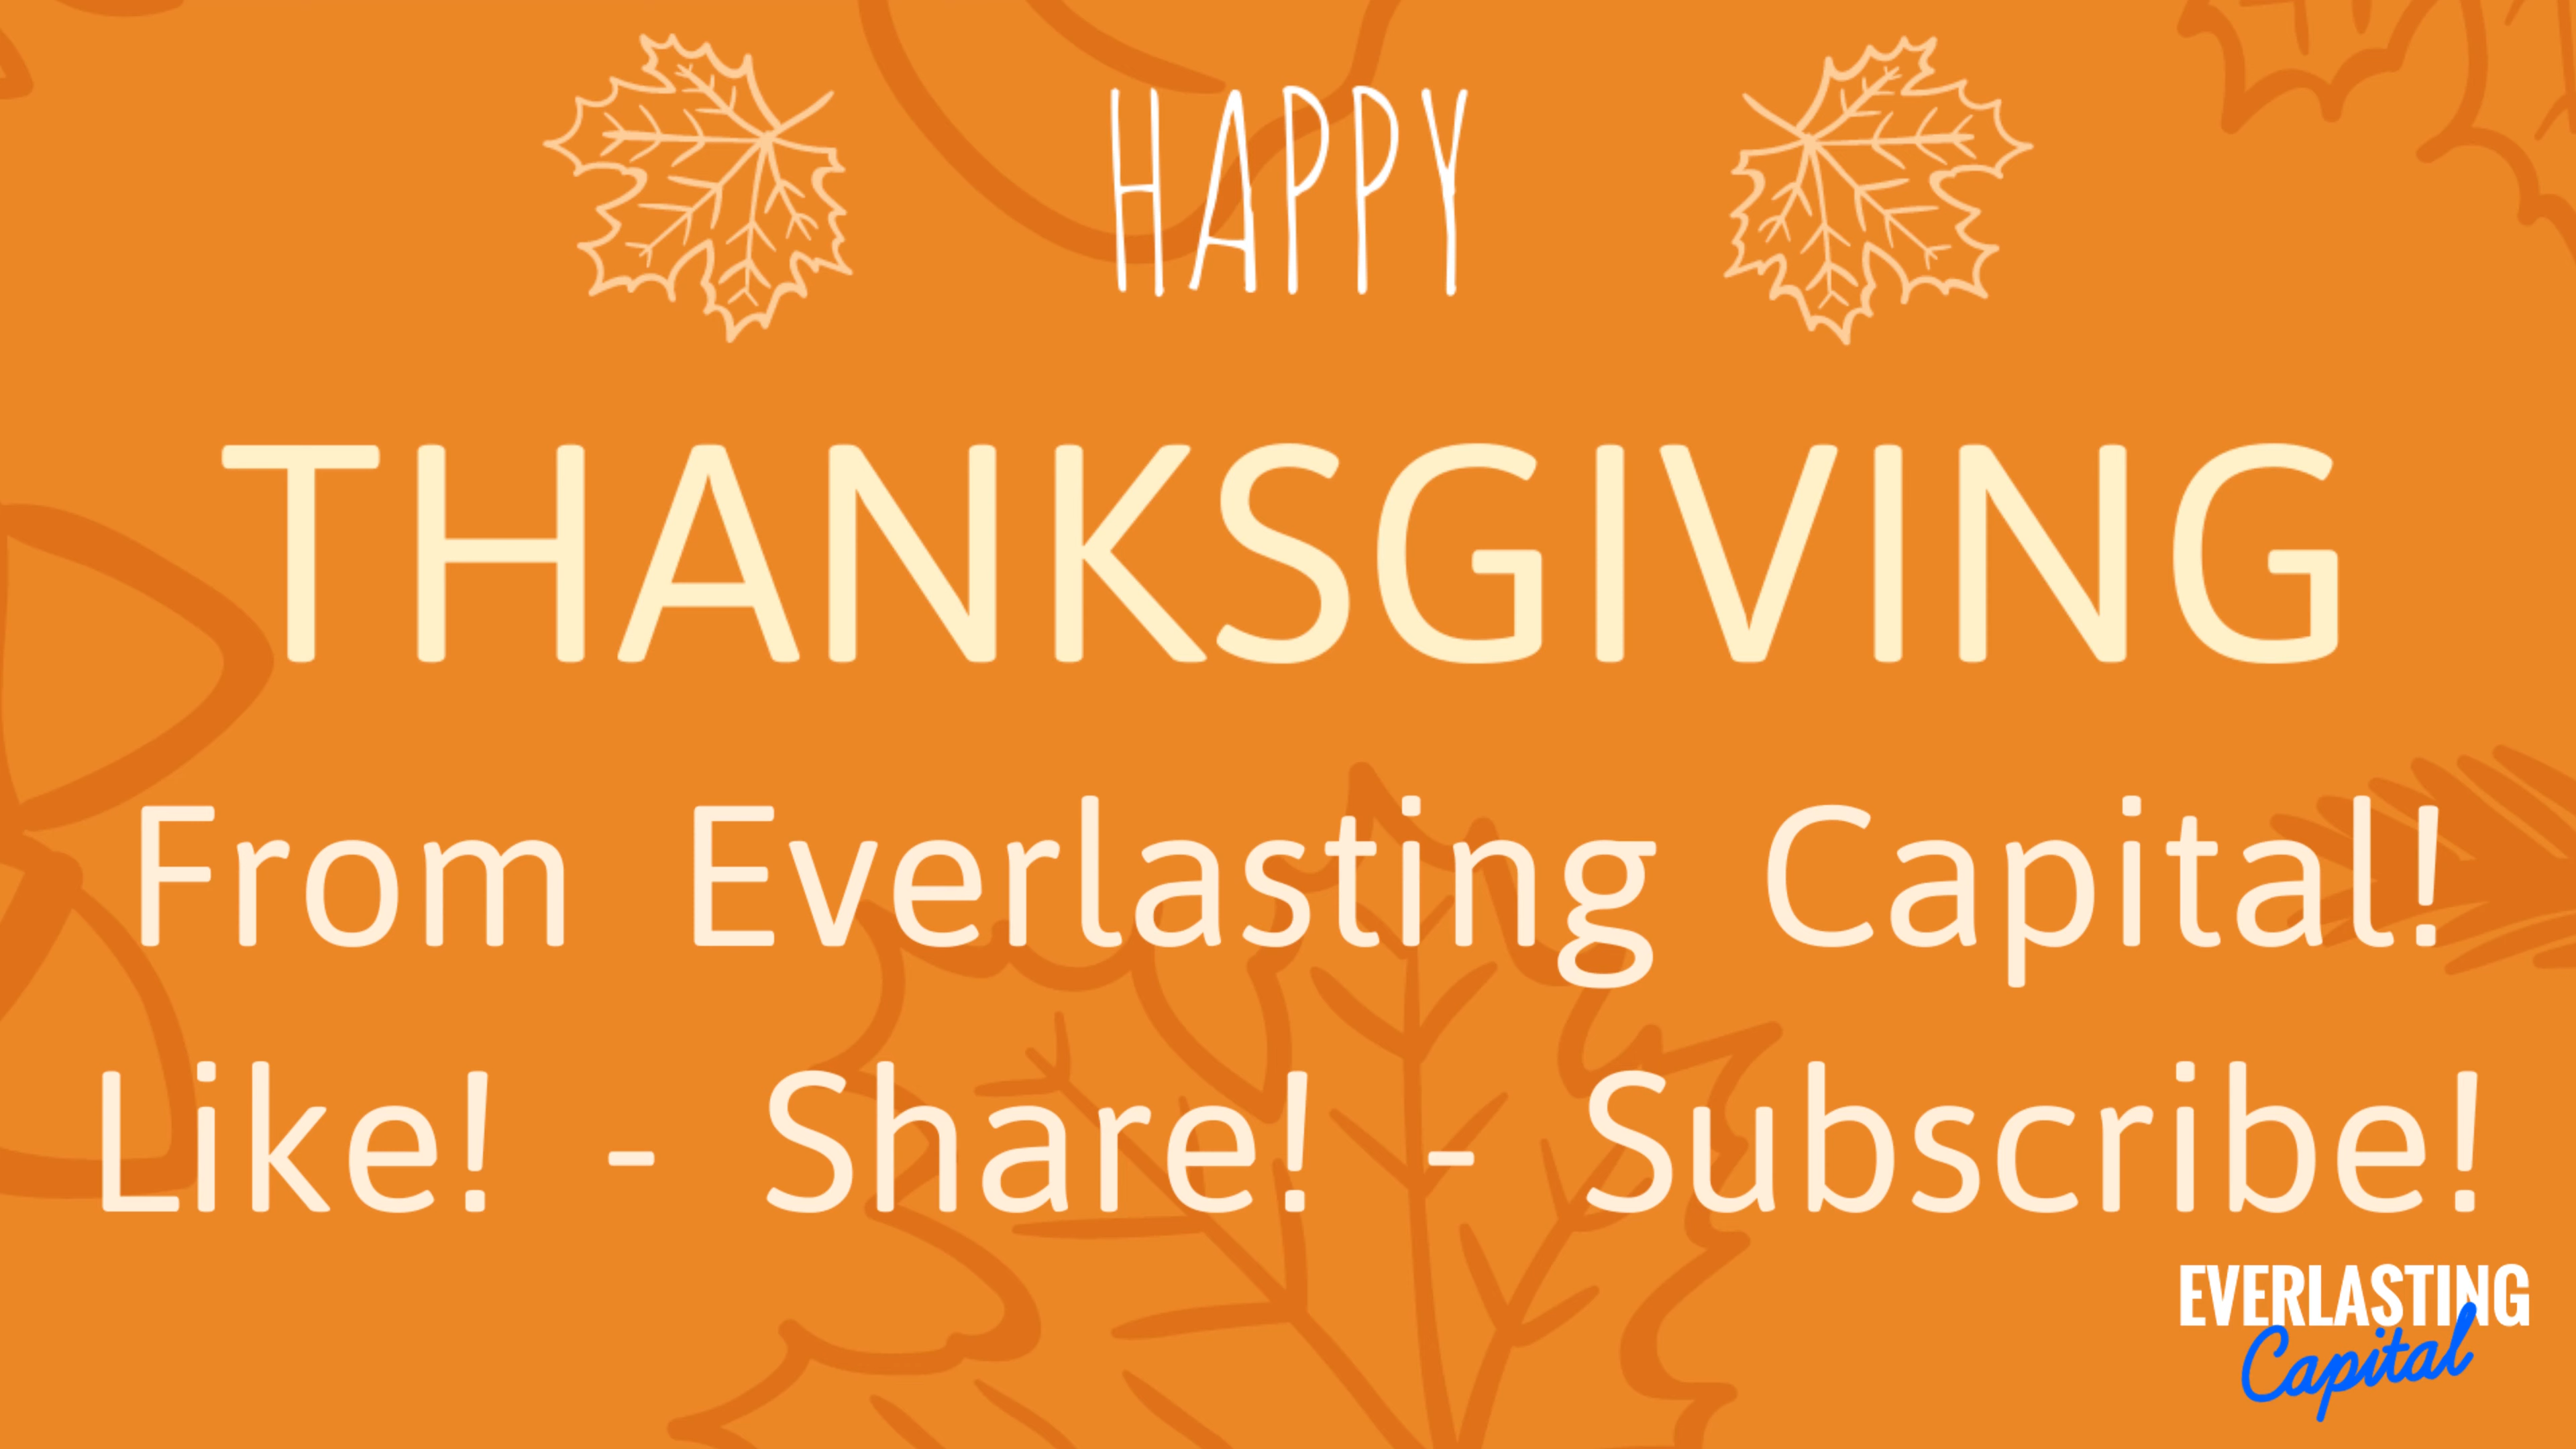 HAPPY
THANKSGIVING
From Everlasting Capital!
Like! - Share! - Subscribe!
EVERLASTING
Capital